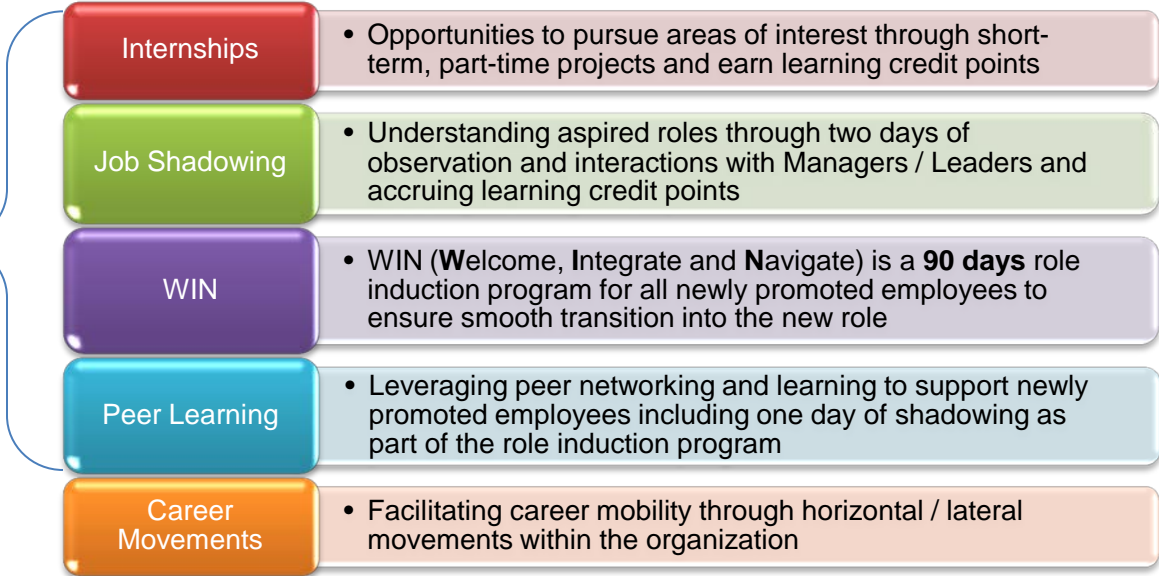 Internships
• Opportunities to pursue areas of interest through short-
term, part-time projects and earn learning credit points
Job Shadowing
• Understanding aspired roles through two days of
observation and interactions with Managers / Leaders and
accruing learning credit points
WIN
• WIN (Welcome, Integrate and Navigate) is a 90 days role
induction program for all newly promoted employees to
ensure smooth transition into the new role
Peer Learning
• Leveraging peer networking and learning to support newly
promoted employees including one day of shadowing as
part of the role induction program
Career
Movements
• Facilitating career mobility through horizontal / lateral
movements within the organization